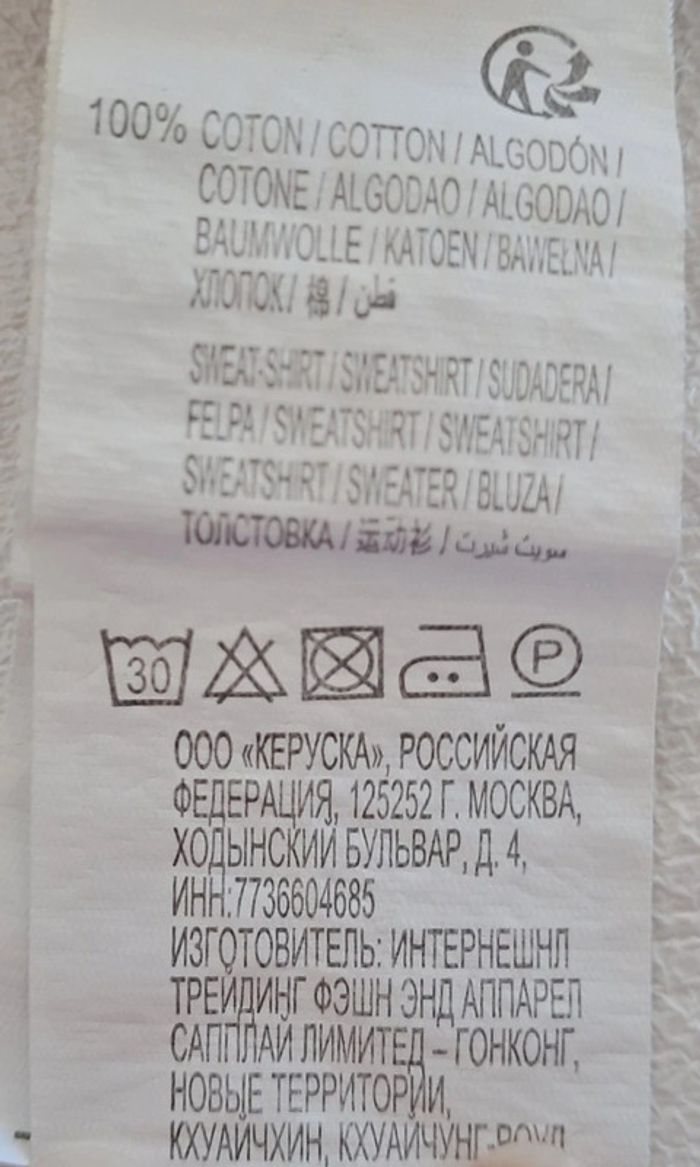 100% COTON / COTTON / ALGODÓN /
COTONE / ALGODAO / ALGODAO /
BAUMWOLLE / KATOEN / BAWEŁNA /
ХЛОПОК / 棉 / قطن
SWEAT-SHIRT / SWEATSHIRT / SUDADERA /
FELPA / SWEATSHIRT / SWEATSHIRT /
SWEATSHIRT / SWEATER / BLUZA /
ТОЛСТОВКА / 运动衫 / سويت شيرت
30 P
ООО «КЕРУСКА», РОССИЙСКАЯ
ФЕДЕРАЦИЯ, 125252 Г. МОСКВА,
ХОДЫНСКИЙ БУЛЬВАР, Д. 4,
ИНН:7736604685
ИЗГОТОВИТЕЛЬ: ИНТЕРНЕШНЛ
ТРЕЙДИНГ ФЭШН ЭНД АППАРЕЛ
САППЛАЙ ЛИМИТЕД – ГОНКОНГ,
НОВЫЕ ТЕРРИТОРИИ,
КХУАЙЧХИН, КХУАЙЧУНГ-РОУД